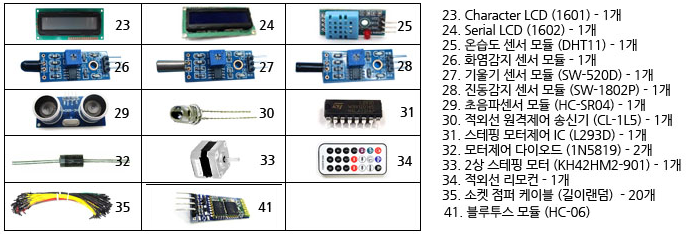 23
24
25
26
27
28
29
30
31
32
33
34
35
41
23. Character LCD (1601) - 1개
24. Serial LCD (1602) - 1개
25. 온습도 센서 모듈 (DHT11) - 1개
26. 화염감지 센서 모듈 - 1개
27. 기울기 센서 모듈 (SW-520D) - 1개
28. 진동감지 센서 모듈 (SW-1802P) - 1개
29. 초음파센서 모듈 (HC-SR04) - 1개
30. 적외선 원격제어 송신기 (CL-1L5) - 1개
31. 스테핑 모터제어 IC (L293D) - 1개
32. 모터제어 다이오드 (1N5819) - 2개
33. 2상 스테핑 모터 (KH42HM2-901) - 1개
34. 적외선 리모컨 - 1개
35. 소켓 점퍼 케이블 (길이랜덤) - 20개
41. 블루투스 모듈 (HC-06)